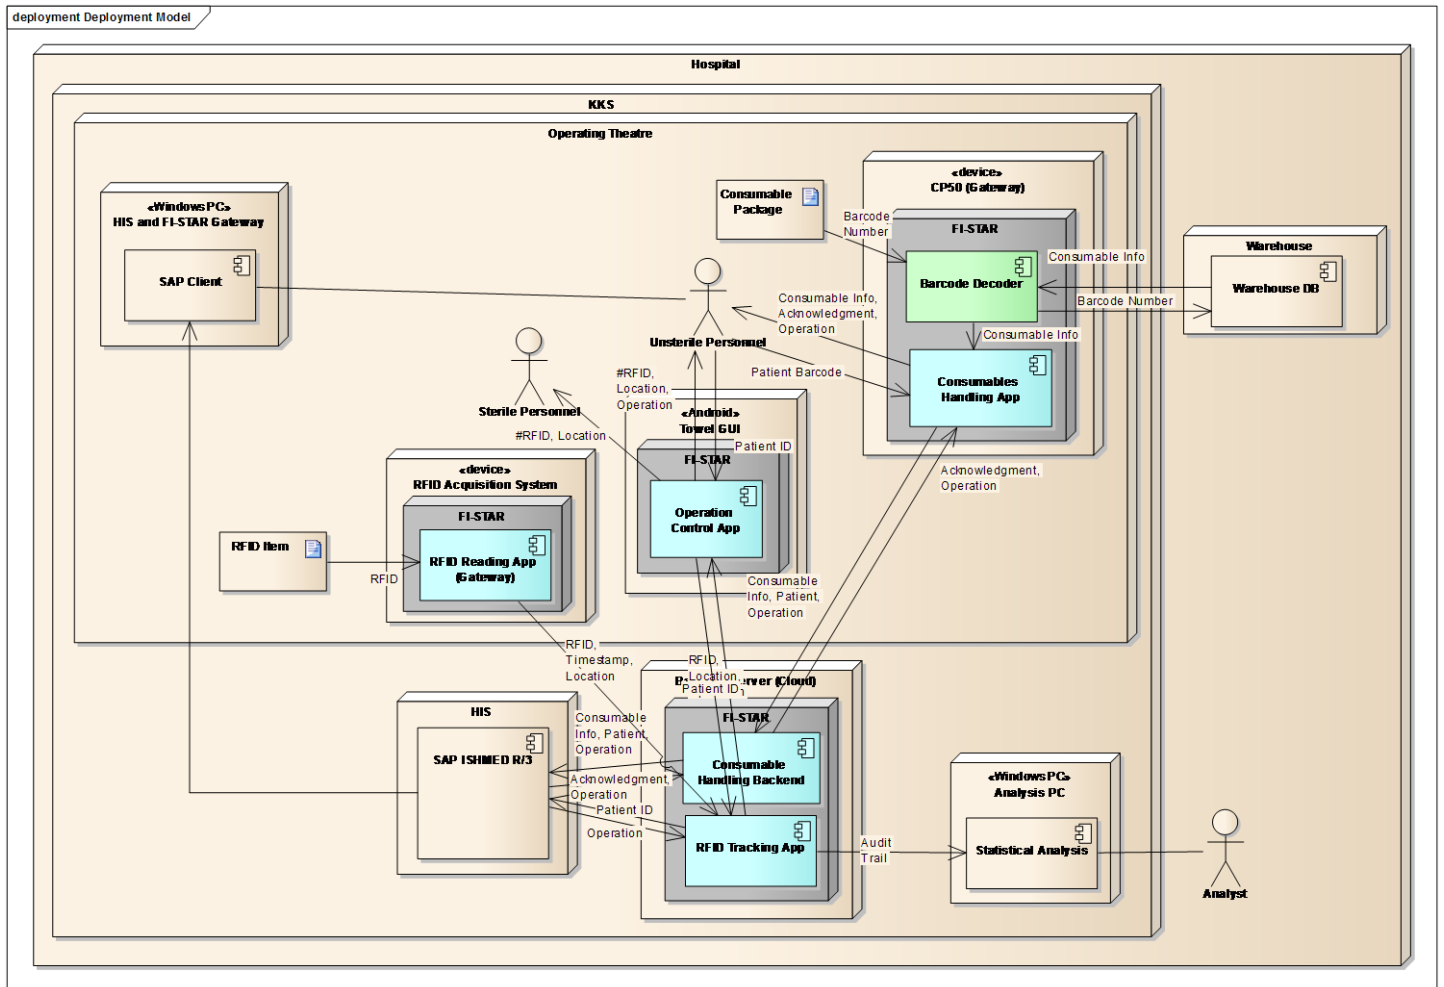 deployment Deployment Model
Hospital
KKS
Operating Theatre
«WindowsPC»
HIS and FI-STAR Gateway
SAP Client
Consumable
Package
«device»
CP50 (Gateway)
Barcode
Number
FI-STAR
Barcode Decoder
Consumable Info
Barcode Number
Warehouse
Warehouse DB
Consumable Info,
Acknowledgment,
Operation
Consumable Info
Unsterile Personnel
Patient Barcode
Consumables
Handling App
Sterile Personnel
#RFID,
Location,
Operation
#RFID, Location
«Android»
Towel GUI
Patient ID
FI-STAR
Operation
Control App
Acknowledgment,
Operation
«device»
RFID Acquisition System
FI-STAR
RFID Reading App
(Gateway)
RFID Item
RFID
Consumable
Info, Patient,
Operation
RFID,
Timestamp,
Location
RFID,
Location,
Patient ID
erver (Cloud)
FI-STAR
HIS
SAP ISHMED R/3
Consumable
Info, Patient,
Operation
Consumable
Handling Backend
Acknowledgment,
Operation
Patient ID
Operation
RFID Tracking App
Audit
Trail
«WindowsPC»
Analysis PC
Statistical Analysis
Analyst